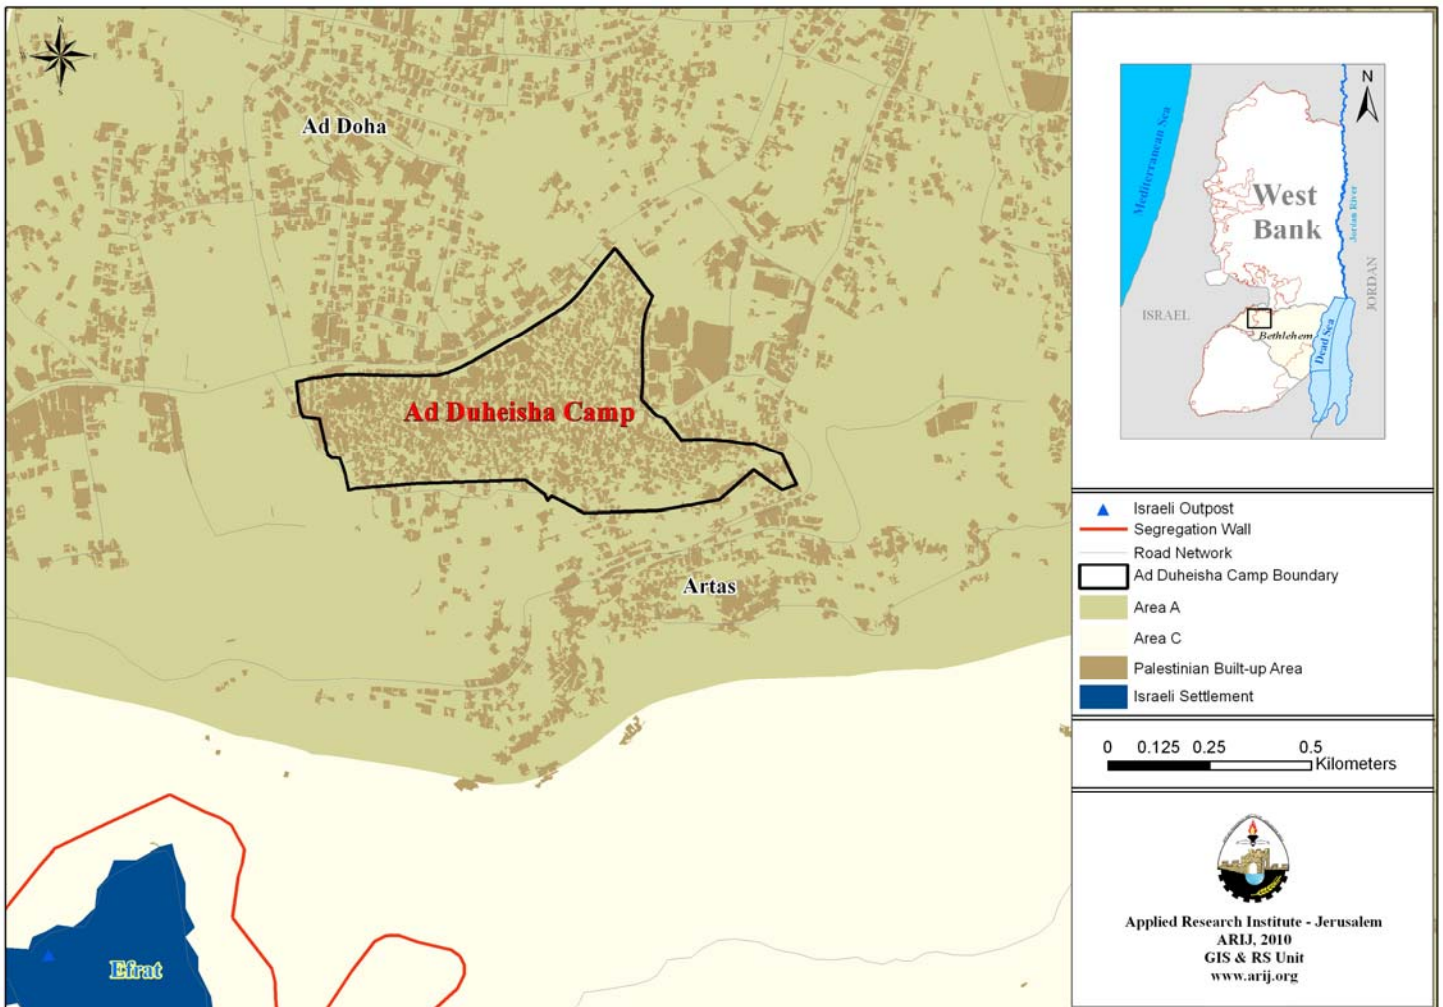 N
E
S
Ad Doha
Ad Duheisha Camp
Artas
Efrat
N
Mediterranean Sea
West
Bank
Jordan River
ISRAEL
JORDAN
Bethlehem
Dead Sea
Israeli Outpost
Segregation Wall
Road Network
Ad Duheisha Camp Boundary
Area A
Area C
Palestinian Built-up Area
Israeli Settlement
0 0.125 0.25 0.5
Kilometers
Applied Research Institute - Jerusalem
ARIJ, 2010
GIS & RS Unit
www.arij.org